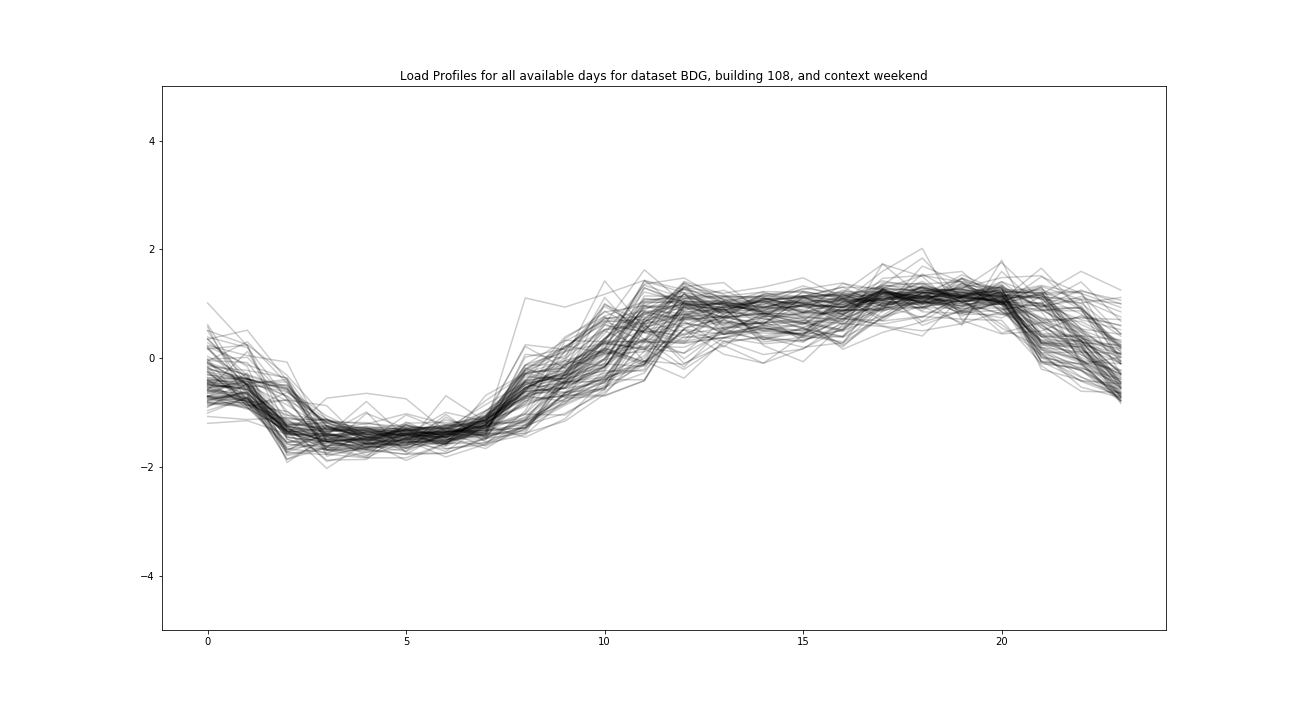 Load Profiles for all available days for dataset BDG, building 108, and context weekend
4
2
0
−2
−4
0 5 10 15 20